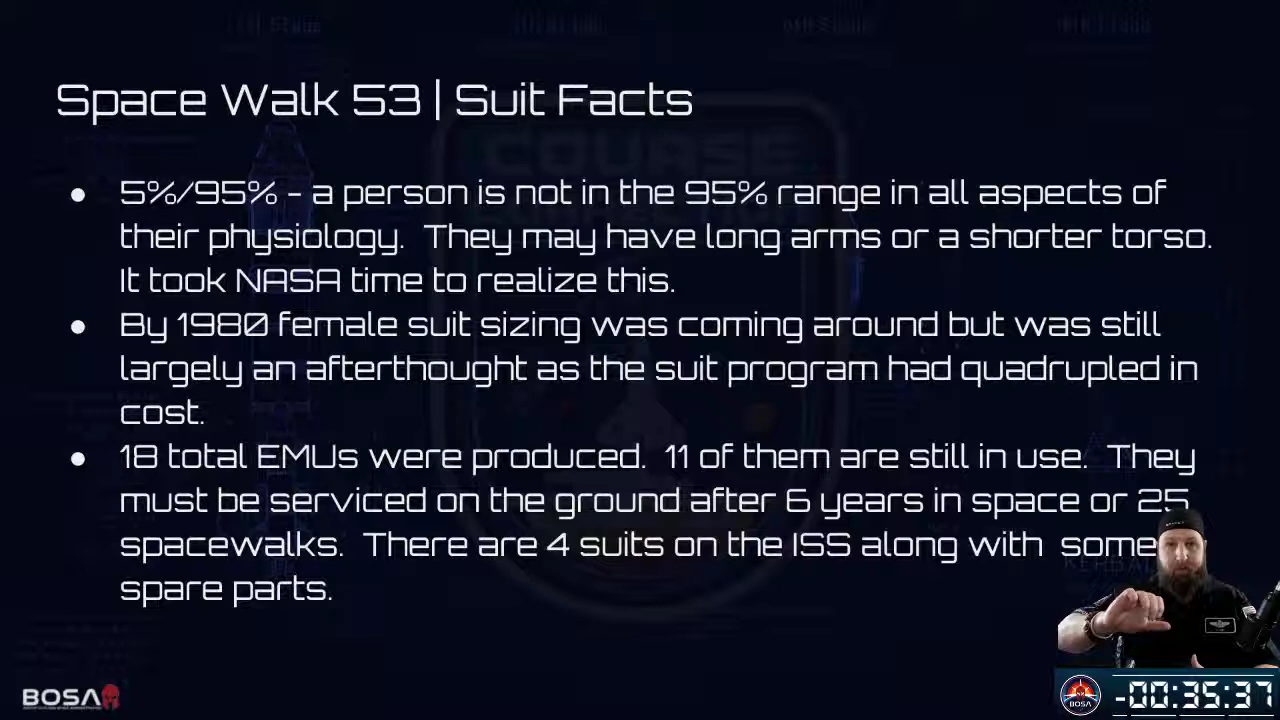 Space Walk 53 | Suit Facts
● 5%/95% - a person is not in the 95% range in all aspects of
their physiology. They may have long arms or a shorter torso.
It took NASA time to realize this.
● By 1980 female suit sizing was coming around but was still
largely an afterthought as the suit program had quadrupled in
cost.
● 18 total EMUs were produced. 11 of them are still in use. They
must be serviced on the ground after 6 years in space or 25
spacewalks. There are 4 suits on the ISS along with some
spare parts.
COURSE
BOSA
BOSA
-00:35:37